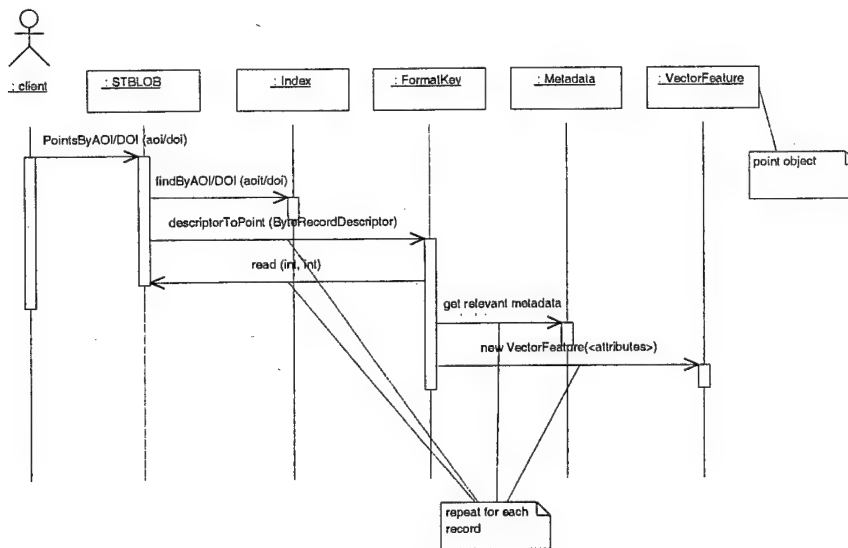 : client
: STBLOB
: Index
: FormatKey
: Metadata
: VectorFeature
PointsByAOI/DOI (aoi/doi)
point object
findByAOI/DOI (aoit/doi)
descriptorToPoint (ByteRecordDescriptor)
read (int, int)
get relevant metadata
new VectorFeature(<attributes>)
repeat for each
record